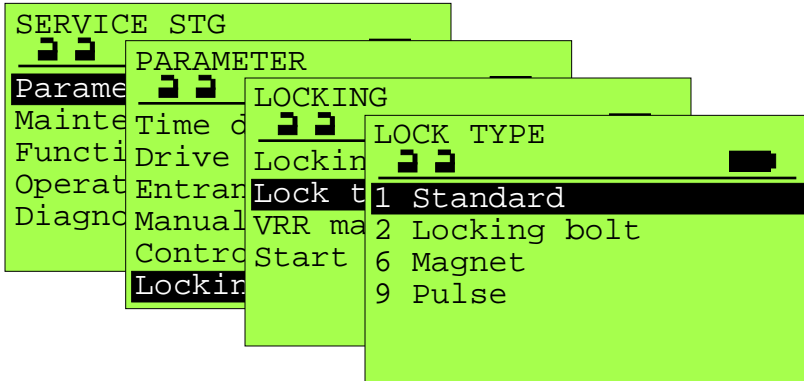 SERVICE STG
Parame
Mainte
Functi
Operat
Diagno
PARAMETER
Time d
Drive
Entran
Manual
Contro
Lockin
LOCKING
Lockin
Lock t
VRR ma
Start
LOCK TYPE
1 Standard
2 Locking bolt
6 Magnet
9 Pulse